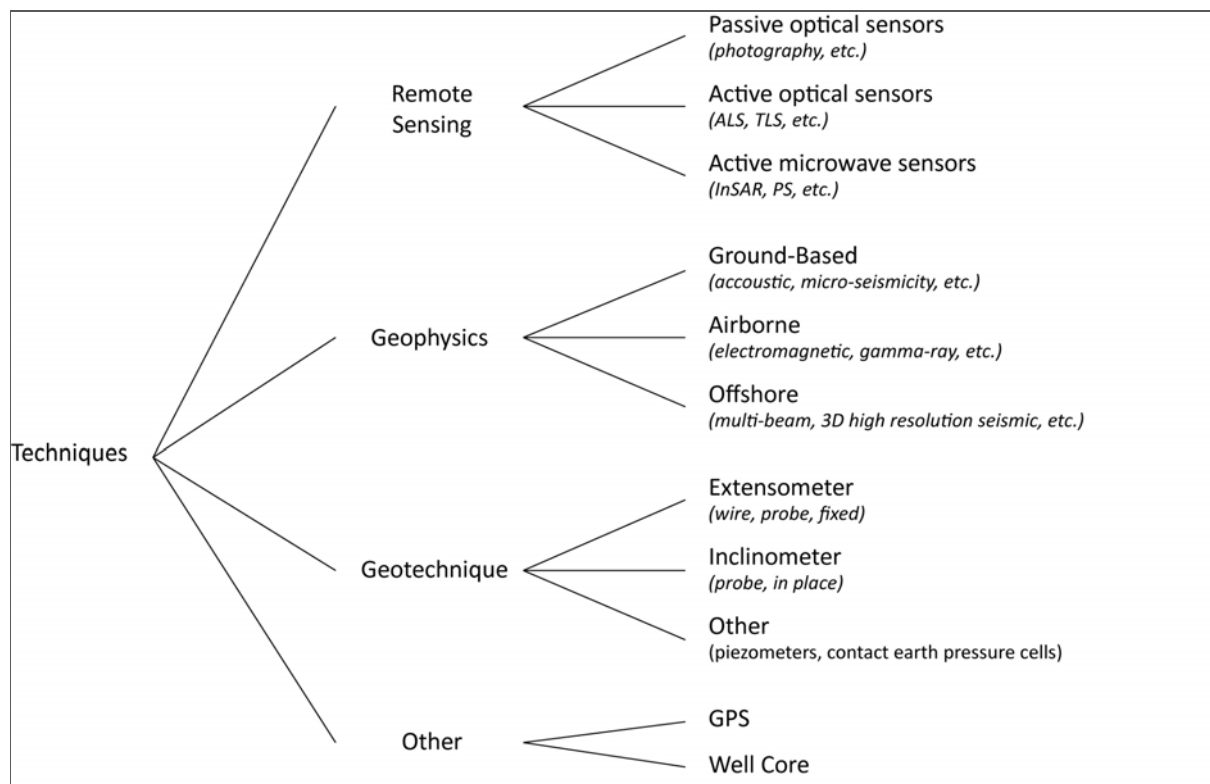 Passive optical sensors
(photography, etc.)
Remote
Sensing
Active optical sensors
(ALS, TLS, etc.)
Active microwave sensors
(InSAR, PS, etc.)
Ground-Based
(accoustic, micro-seismicity, etc.)
Geophysics
Airborne
(electromagnetic, gamma-ray, etc.)
Offshore
(multi-beam, 3D high resolution seismic, etc.)
Techniques
Extensometer
(wire, probe, fixed)
Geotechnique
Inclinometer
(probe, in place)
Other
(piezometers, contact earth pressure cells)
Other
GPS
Well Core